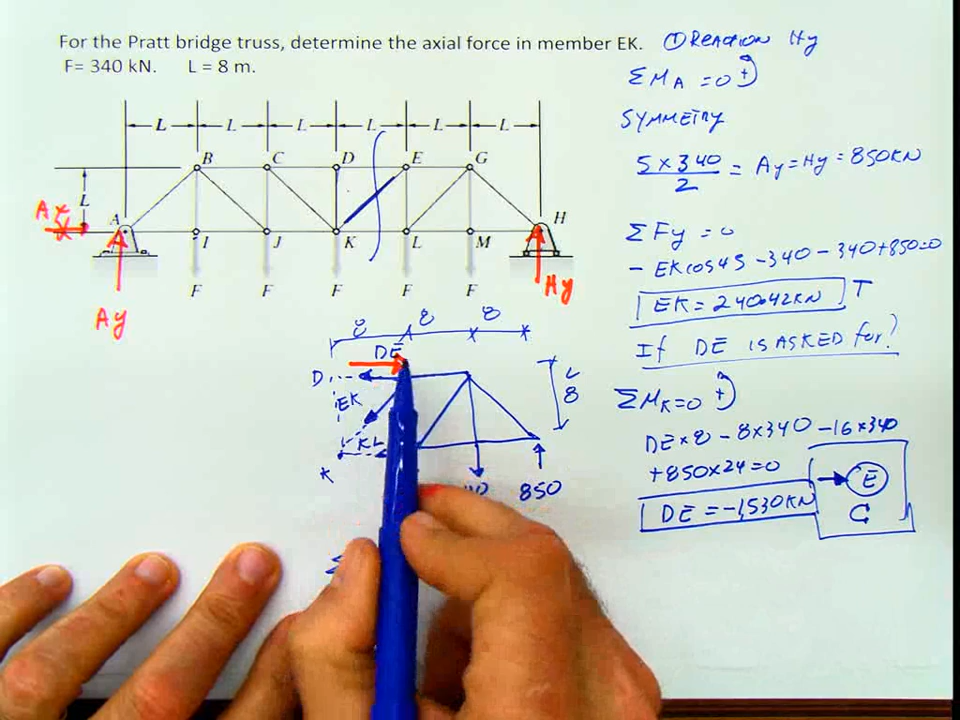 For the Pratt bridge truss, determine the axial force in member EK.
F= 340 kN. L = 8 m.
① Reaction Hy
ΣMA = 0 +
SYMMETRY
5 x 340 / 2 = Ay = Hy = 850KN
ΣFy = 0
- EK cos45 - 340 - 340 + 850 = 0
EK = 240.42KN T
If DE IS ASKED for?
ΣMK = 0 +
DE x 8 - 8 x 340 - 16 x 340
+ 850 x 24 = 0
DE = -1,530KN
E
C
L L L L L L
B C D E G
L
Ax A H
I J K L M
F F F F F
Ay Hy
8 8 8
DE
D
EK
L
8
KL
K
850